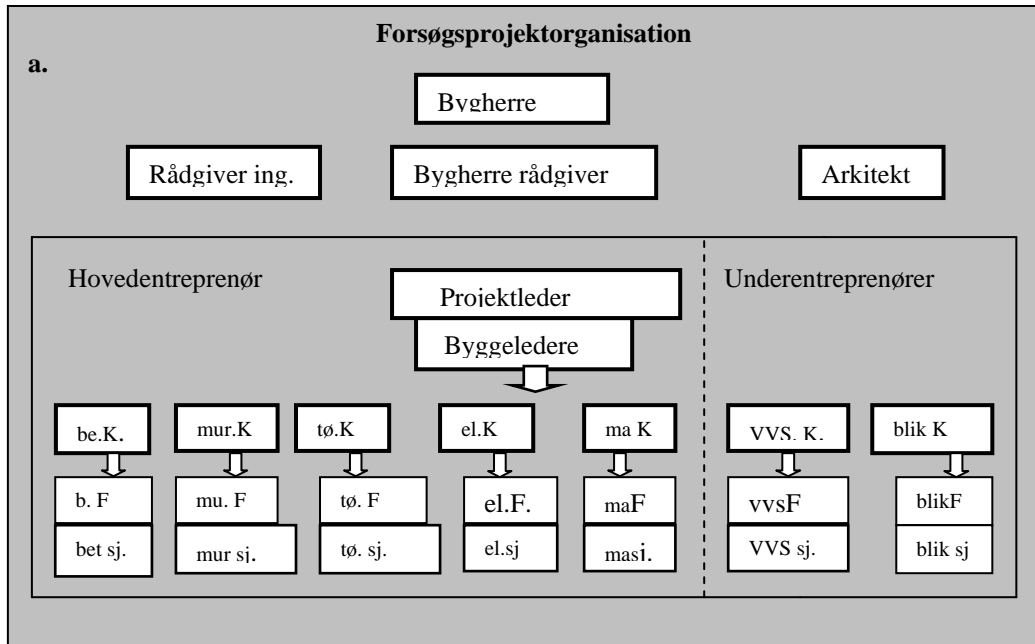 Forsøgsprojektorganisation
a.
Bygherre
Rådgiver ing.
Bygherre rådgiver
Arkitekt
Hovedentreprenør
Underentreprenører
Projektleder
Byggeledere
be.K.
mur.K
tø.K
el.K
ma K
VVS. K.
blik K
b. F
mu. F
tø. F
el.F.
maF
vvsF
blikF
bet sj.
mur sj.
tø. sj.
el.sj
masj.
VVS sj.
blik sj